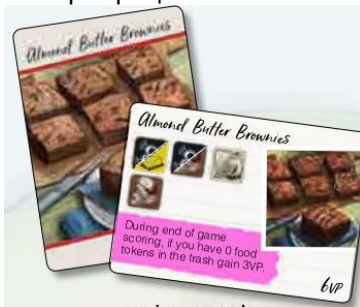 Almond Butter Brownies
Almond Butter Brownies
During end of game
scoring, if you have 0 food
tokens in the trash gain 3VP.
6VP